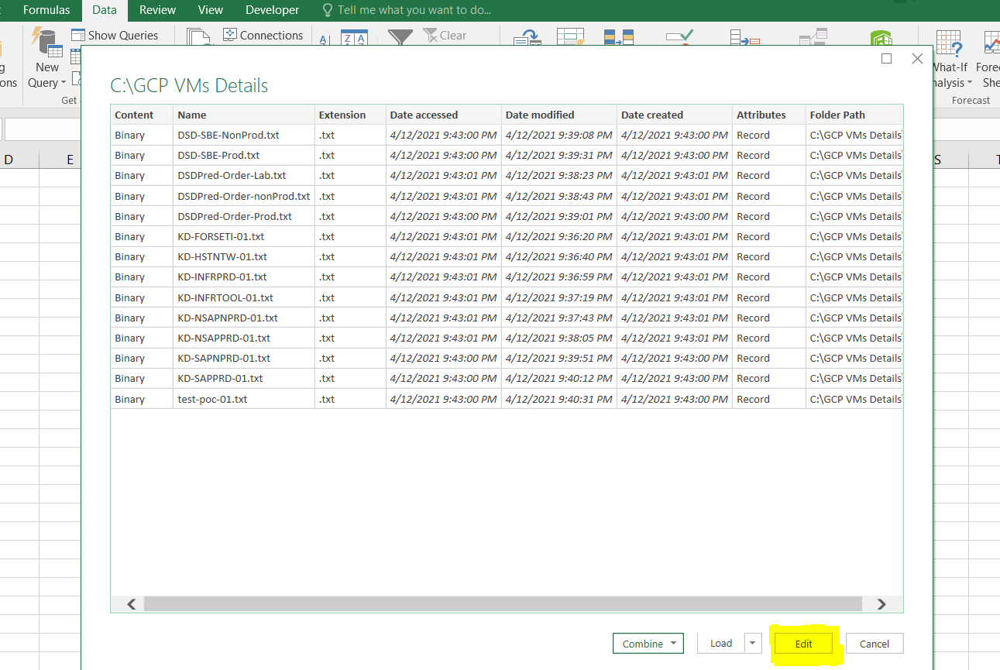 Formulas Data Review View Developer Tell me what you want to do...
Show Queries Connections Clear
New
Query
ons
Get
What-If
nalysis
Fore
She
Forecast
C:\GCP VMs Details
D E S
Content Name Extension Date accessed Date modified Date created Attributes Folder Path
Binary DSD-SBE-NonProd.txt .txt 4/12/2021 9:43:00 PM 4/12/2021 9:39:08 PM 4/12/2021 9:43:00 PM Record C:\GCP VMs Details\
Binary DSD-SBE-Prod.txt .txt 4/12/2021 9:43:00 PM 4/12/2021 9:39:31 PM 4/12/2021 9:43:00 PM Record C:\GCP VMs Details\
Binary DSDPred-Order-Lab.txt .txt 4/12/2021 9:43:01 PM 4/12/2021 9:38:23 PM 4/12/2021 9:43:01 PM Record C:\GCP VMs Details\
Binary DSDPred-Order-nonProd.txt .txt 4/12/2021 9:43:01 PM 4/12/2021 9:38:43 PM 4/12/2021 9:43:01 PM Record C:\GCP VMs Details\
Binary DSDPred-Order-Prod.txt .txt 4/12/2021 9:43:00 PM 4/12/2021 9:39:01 PM 4/12/2021 9:43:00 PM Record C:\GCP VMs Details\
Binary KD-FORSETI-01.txt .txt 4/12/2021 9:43:01 PM 4/12/2021 9:36:20 PM 4/12/2021 9:43:01 PM Record C:\GCP VMs Details\
Binary KD-HSTNTW-01.txt .txt 4/12/2021 9:43:01 PM 4/12/2021 9:36:40 PM 4/12/2021 9:43:01 PM Record C:\GCP VMs Details\
Binary KD-INFRPRD-01.txt .txt 4/12/2021 9:43:01 PM 4/12/2021 9:36:59 PM 4/12/2021 9:43:01 PM Record C:\GCP VMs Details\
Binary KD-INFRTOOL-01.txt .txt 4/12/2021 9:43:01 PM 4/12/2021 9:37:19 PM 4/12/2021 9:43:01 PM Record C:\GCP VMs Details\
Binary KD-NSAPNPRD-01.txt .txt 4/12/2021 9:43:01 PM 4/12/2021 9:37:43 PM 4/12/2021 9:43:01 PM Record C:\GCP VMs Details\
Binary KD-NSAPPRD-01.txt .txt 4/12/2021 9:43:01 PM 4/12/2021 9:38:05 PM 4/12/2021 9:43:01 PM Record C:\GCP VMs Details\
Binary KD-SAPNPRD-01.txt .txt 4/12/2021 9:43:00 PM 4/12/2021 9:39:51 PM 4/12/2021 9:43:00 PM Record C:\GCP VMs Details\
Binary KD-SAPPRD-01.txt .txt 4/12/2021 9:43:00 PM 4/12/2021 9:40:12 PM 4/12/2021 9:43:00 PM Record C:\GCP VMs Details\
Binary test-poc-01.txt .txt 4/12/2021 9:43:00 PM 4/12/2021 9:40:31 PM 4/12/2021 9:43:00 PM Record C:\GCP VMs Details\
Combine Load Edit Cancel